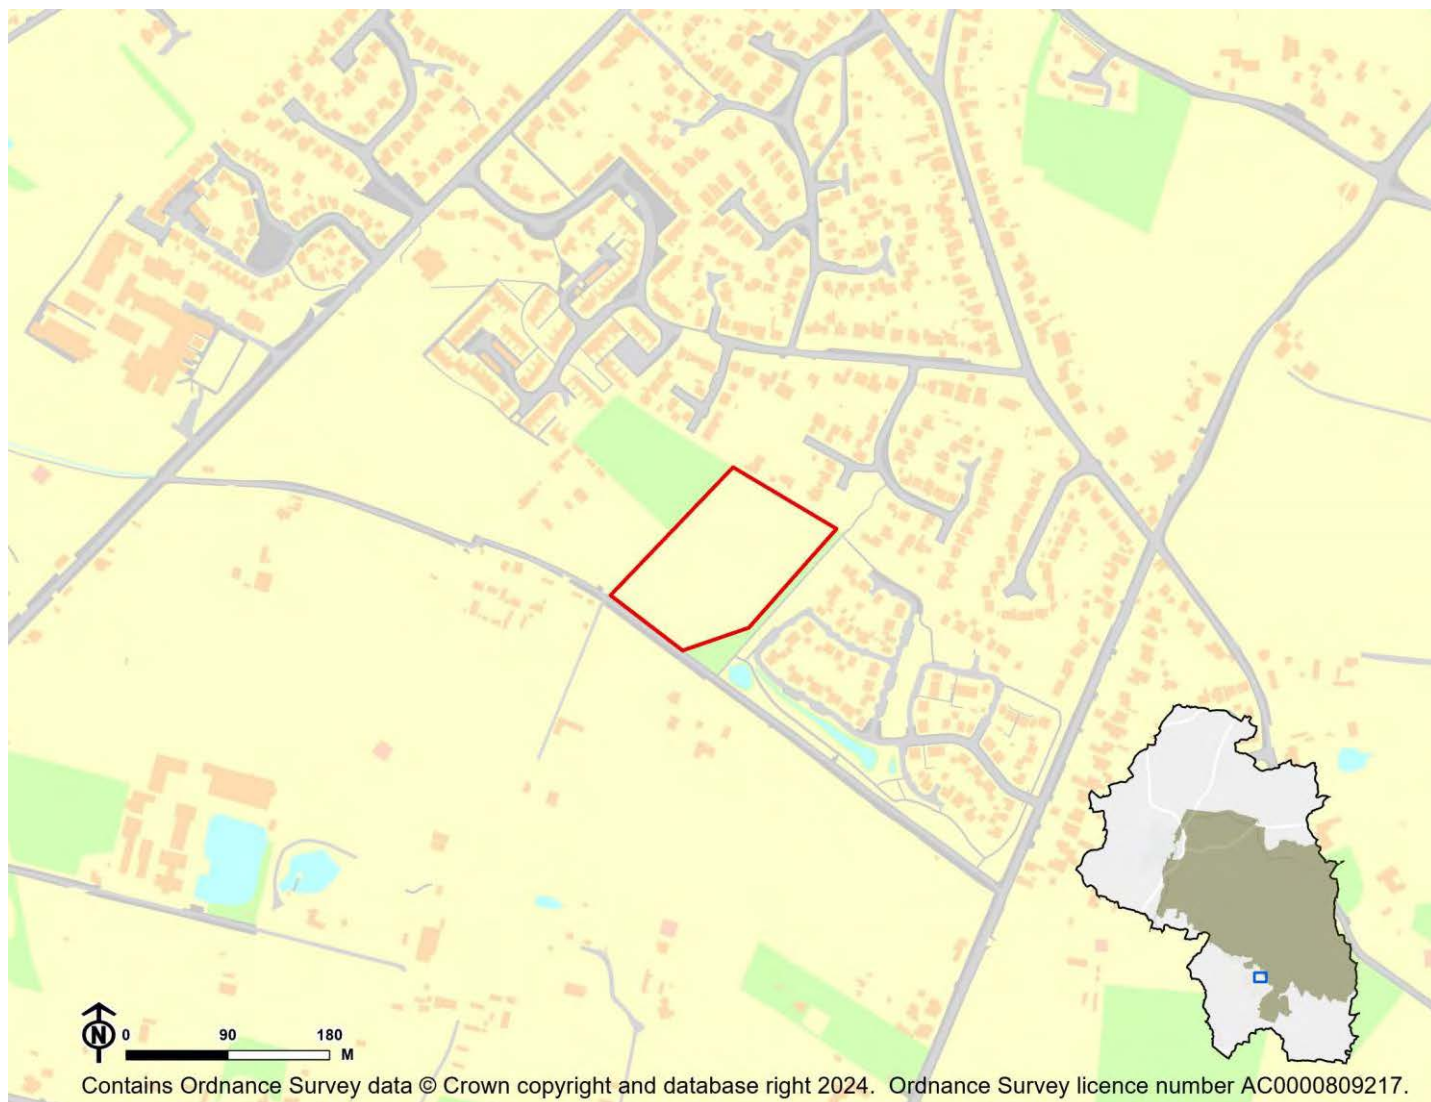 N
0 90 180
M
Contains Ordnance Survey data © Crown copyright and database right 2024. Ordnance Survey licence number AC0000809217.